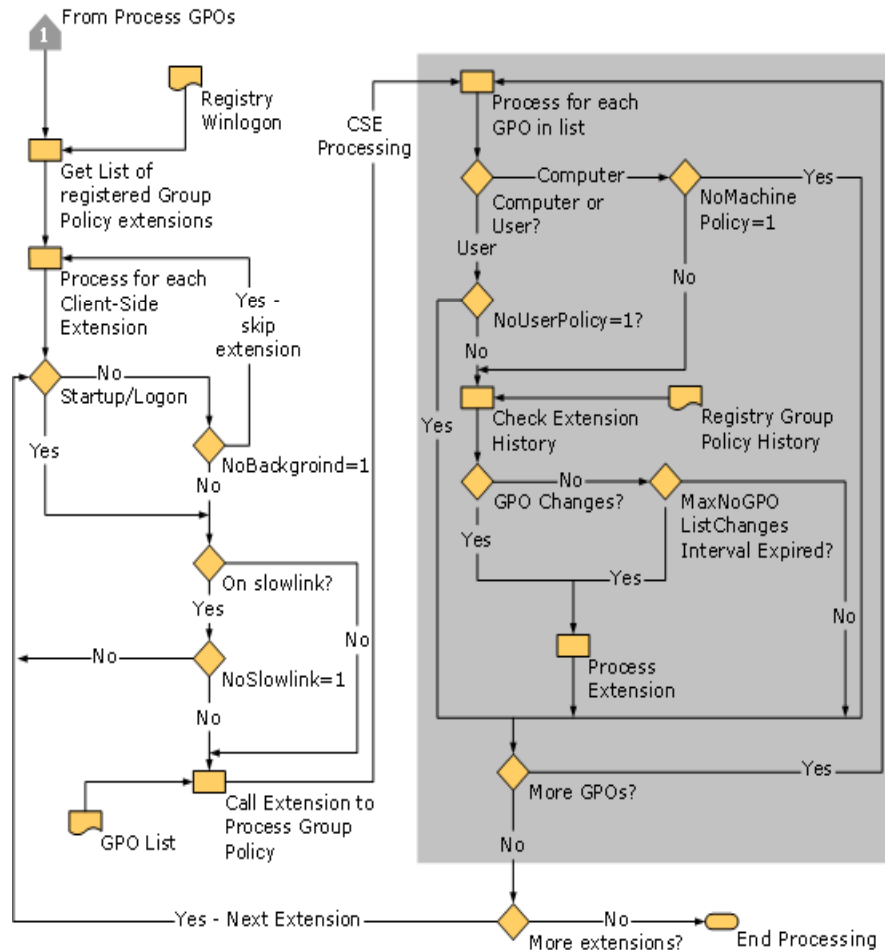 1
From Process GPOs
Registry
Winlogon
Get List of
registered Group
Policy extensions
Process for each
Client-Side
Extension
Yes -
skip
extension
Startup/Logon
No
Yes
NoBackgroind=1
No
On slowlink?
Yes
No
NoSlowlink=1
No
No
Call Extension to
Process Group
Policy
GPO List
CSE
Processing
Process for each
GPO in list
Computer
Computer or
User?
User
NoMachine
Policy=1
Yes
No
NoUserPolicy=1?
No
Yes
Check Extension
History
Registry Group
Policy History
GPO Changes?
No
Yes
MaxNoGPO
ListChanges
Interval Expired?
Yes
No
Process
Extension
More GPOs?
Yes
No
Yes - Next Extension
More extensions?
No
End Processing